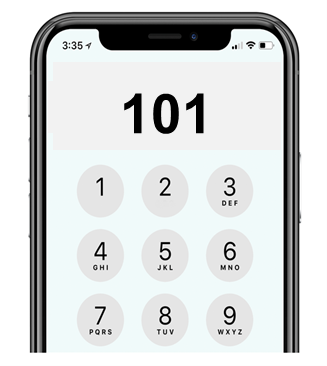 3:35
101
1 2 3
DEF
4 5 6
GHI JKL MNO
7 8 9
PQRS TUV WXYZ